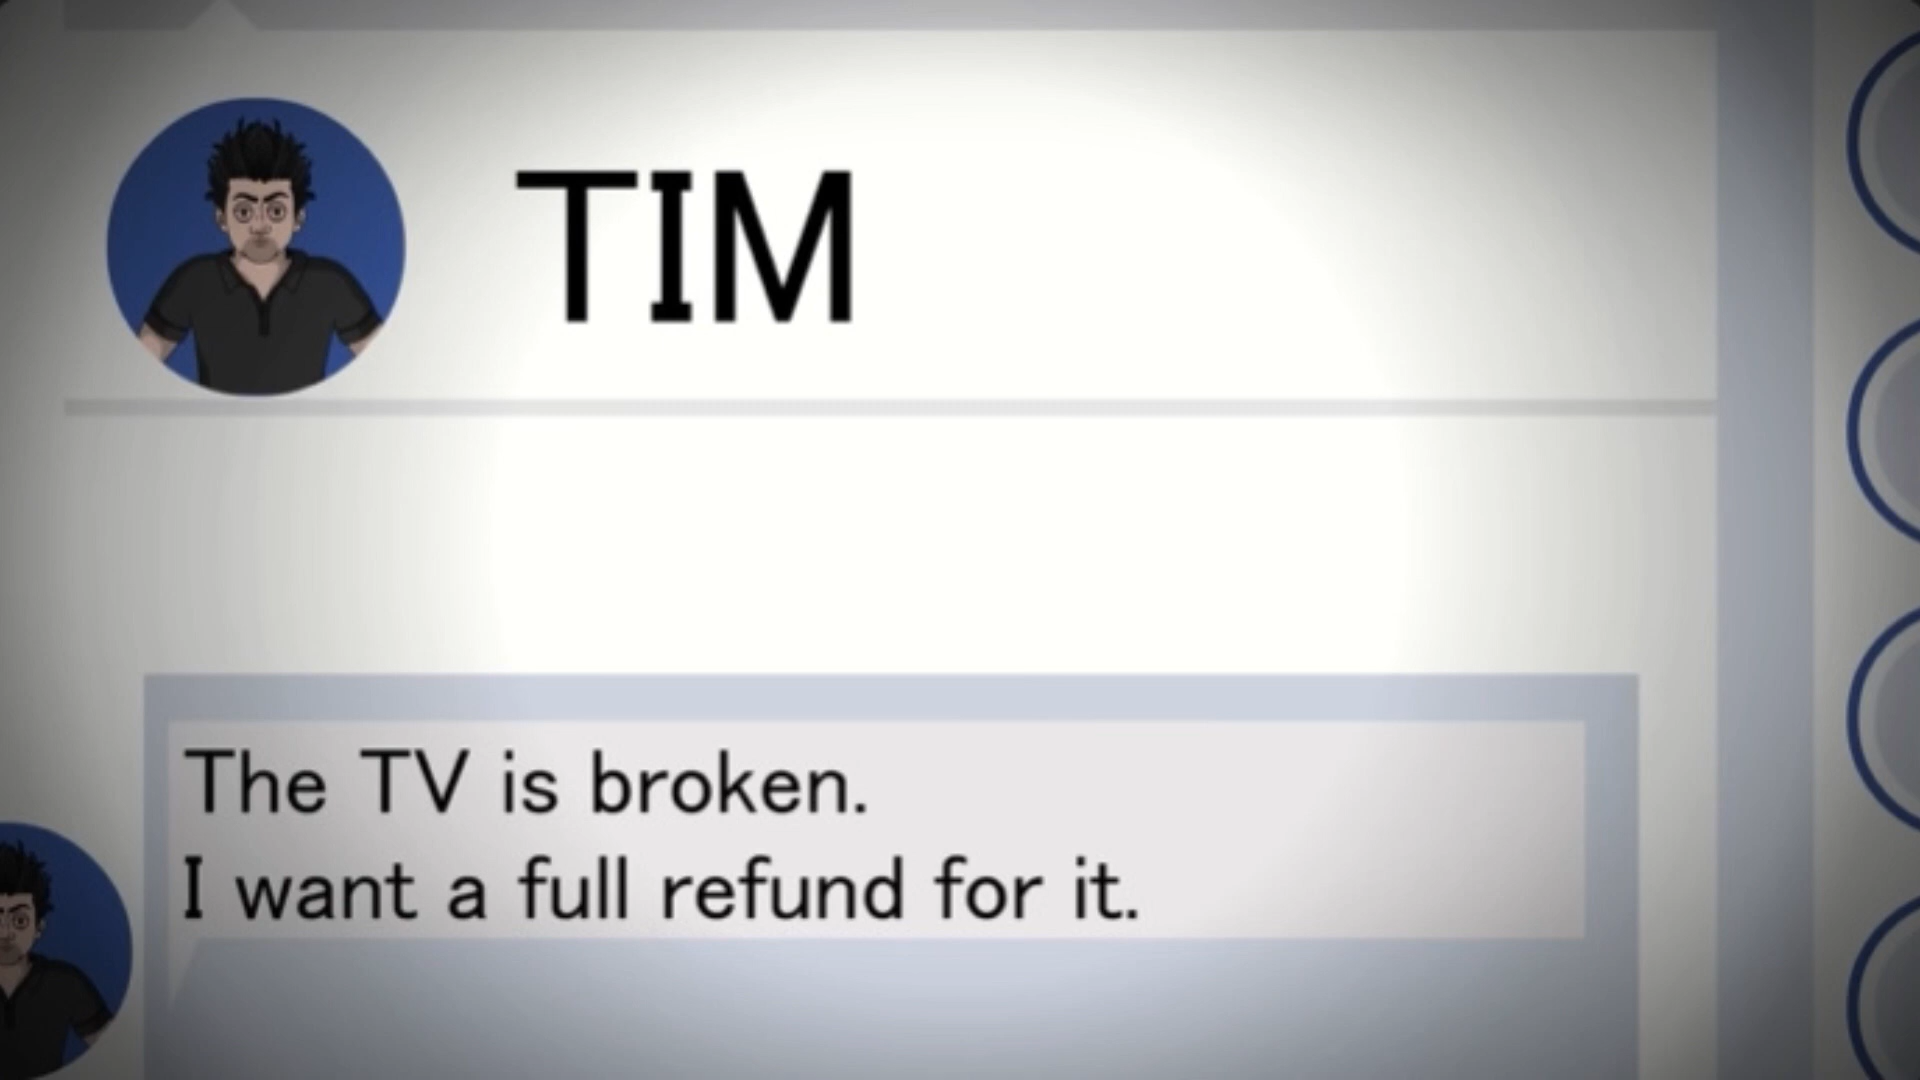 TIM
The TV is broken.
I want a full refund for it.